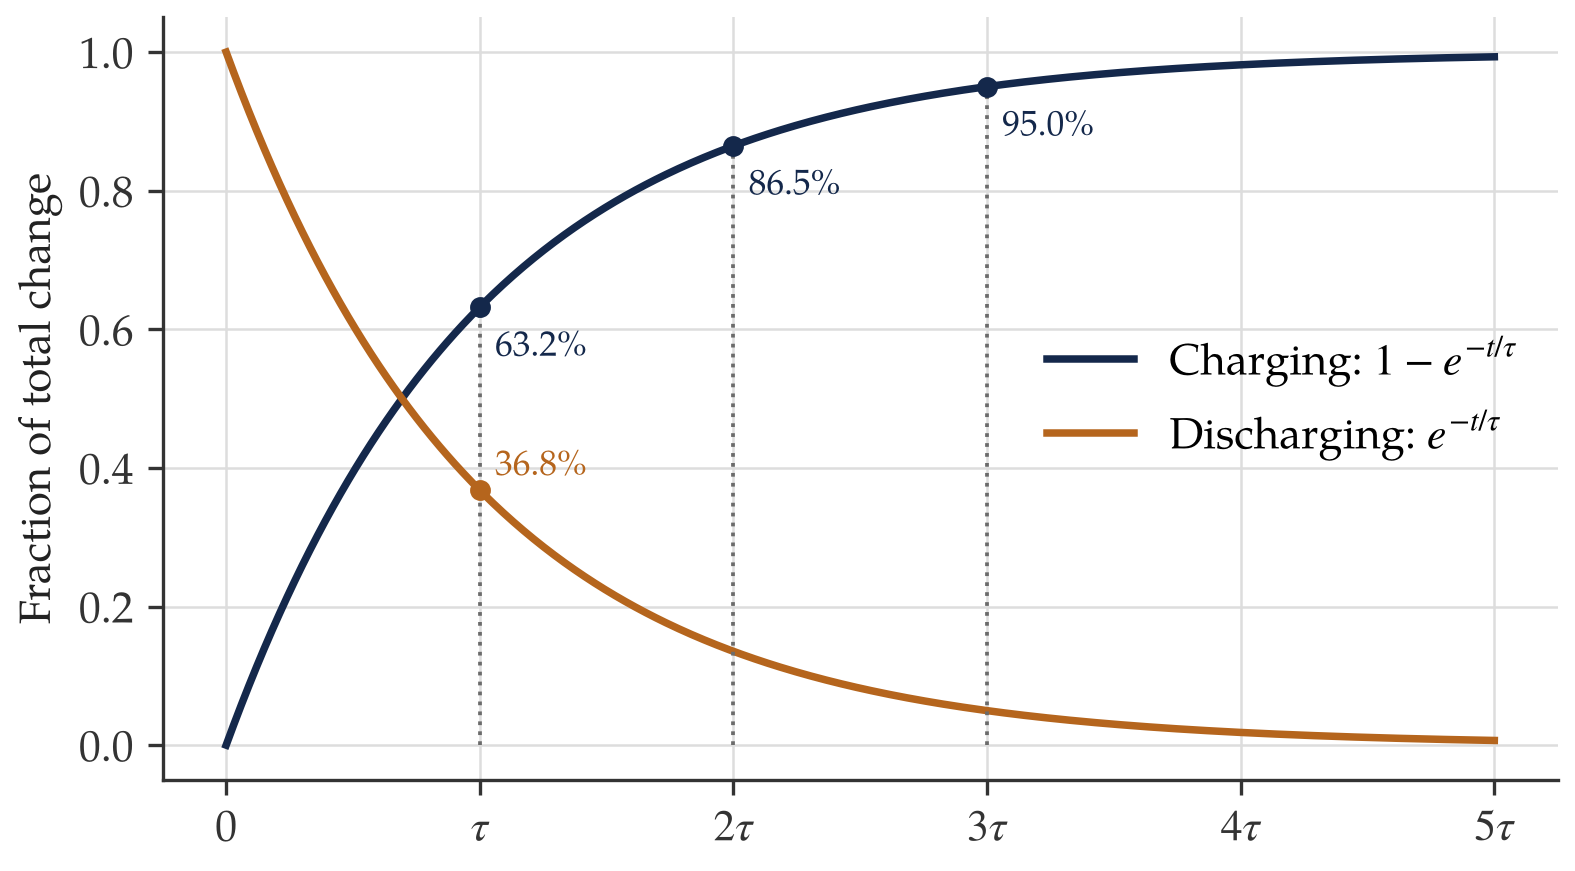 1.0
0.8
0.6
0.4
0.2
0.0
Fraction of total change
95.0%
86.5%
63.2%
36.8%
Charging: 1 − e^{−t/τ}
Discharging: e^{−t/τ}
0 τ 2τ 3τ 4τ 5τ